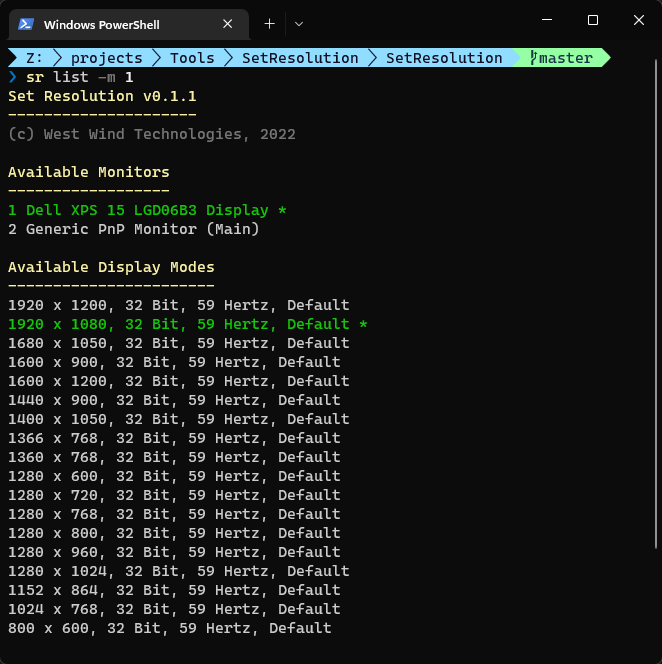 Windows PowerShell
Z: projects Tools SetResolution SetResolution master
❯ sr list -m 1
Set Resolution v0.1.1
---------------------
(c) West Wind Technologies, 2022
Available Monitors
------------------
1 Dell XPS 15 LGD06B3 Display *
2 Generic PnP Monitor (Main)
Available Display Modes
-----------------------
1920 x 1200, 32 Bit, 59 Hertz, Default
1920 x 1080, 32 Bit, 59 Hertz, Default *
1680 x 1050, 32 Bit, 59 Hertz, Default
1600 x 900, 32 Bit, 59 Hertz, Default
1600 x 1200, 32 Bit, 59 Hertz, Default
1440 x 900, 32 Bit, 59 Hertz, Default
1400 x 1050, 32 Bit, 59 Hertz, Default
1366 x 768, 32 Bit, 59 Hertz, Default
1360 x 768, 32 Bit, 59 Hertz, Default
1280 x 600, 32 Bit, 59 Hertz, Default
1280 x 720, 32 Bit, 59 Hertz, Default
1280 x 768, 32 Bit, 59 Hertz, Default
1280 x 800, 32 Bit, 59 Hertz, Default
1280 x 960, 32 Bit, 59 Hertz, Default
1280 x 1024, 32 Bit, 59 Hertz, Default
1152 x 864, 32 Bit, 59 Hertz, Default
1024 x 768, 32 Bit, 59 Hertz, Default
800 x 600, 32 Bit, 59 Hertz, Default